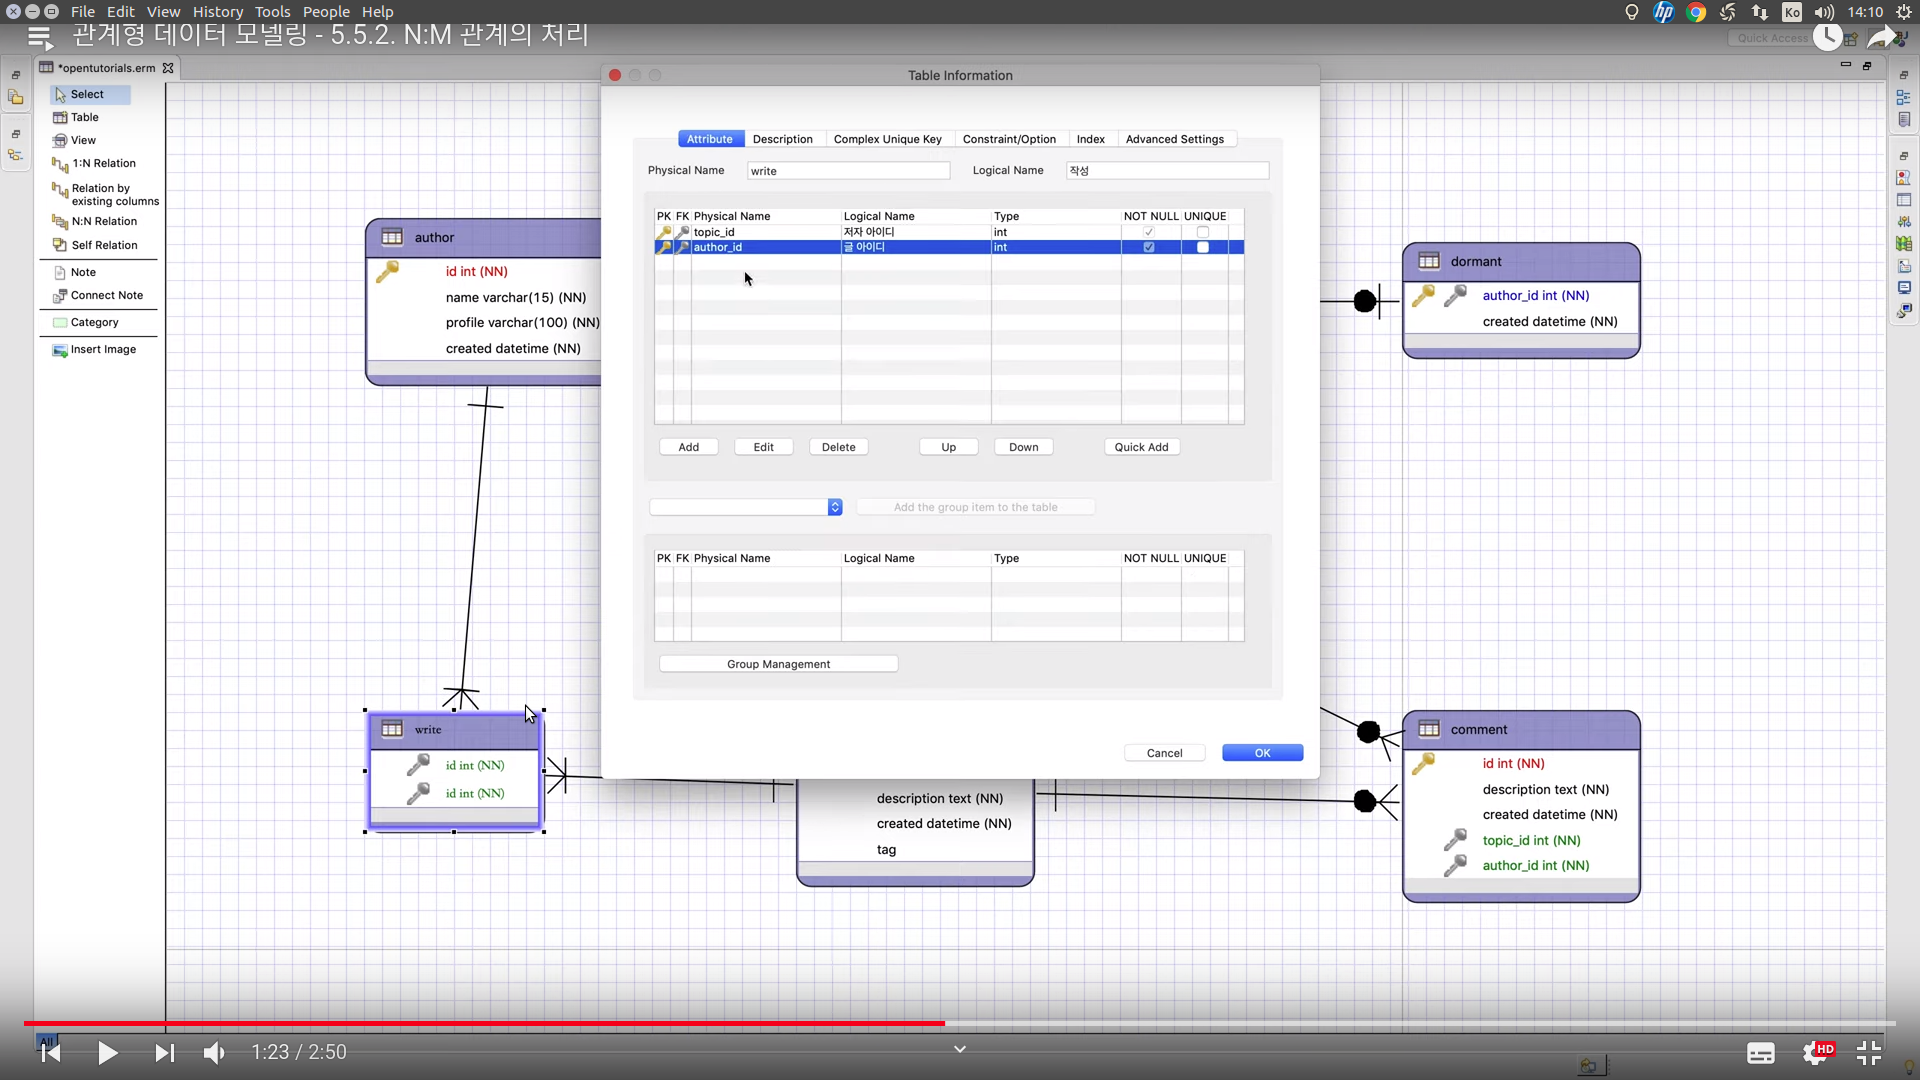 File Edit View History Tools People Help
Ko 14:10
관계형 데이터 모델링 - 5.5.2. N:M 관계의 처리
Quick Access
*opentutorials.erm
Select
Table
View
1:N Relation
Relation by
existing columns
N:N Relation
Self Relation
Note
Connect Note
Category
Insert Image
author
id int (NN)
name varchar(15) (NN)
profile varchar(100) (NN)
created datetime (NN)
write
id int (NN)
id int (NN)
Table Information
Attribute Description Complex Unique Key Constraint/Option Index Advanced Settings
Physical Name write Logical Name 작성
PK FK Physical Name Logical Name Type NOT NULL UNIQUE
topic_id 저자 아이디 int
author_id 글 아이디 int
Add Edit Delete Up Down Quick Add
Add the group item to the table
PK FK Physical Name Logical Name Type NOT NULL UNIQUE
Group Management
Cancel OK
description text (NN)
created datetime (NN)
tag
dormant
author_id int (NN)
created datetime (NN)
comment
id int (NN)
description text (NN)
created datetime (NN)
topic_id int (NN)
author_id int (NN)
All
1:23 / 2:50
HD